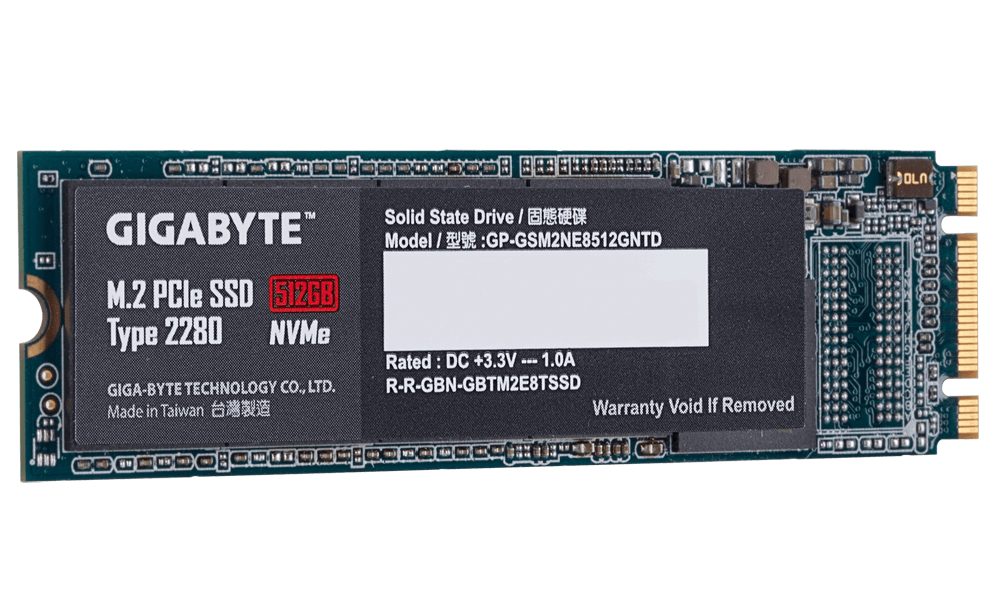 GIGABYTE™
M.2 PCIe SSD 512GB
Type 2280 NVMe
GIGA-BYTE TECHNOLOGY CO., LTD.
Made in Taiwan 台灣製造
Solid State Drive / 固態硬碟
Model / 型號 :GP-GSM2NE8512GNTD
Rated : DC +3.3V --- 1.0A
R-R-GBN-GBTM2E8TSSD
Warranty Void If Removed